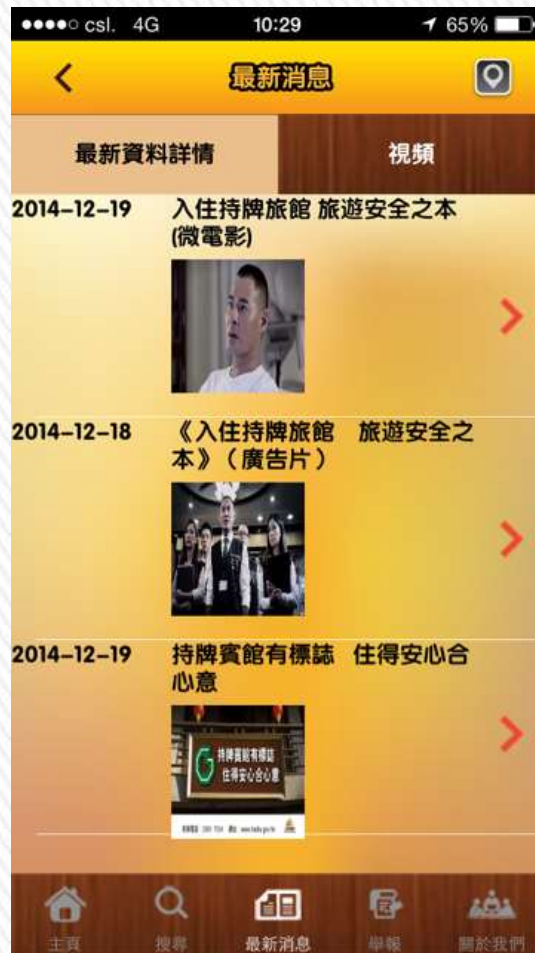 csl. 4G 10:29 65%
最新消息
最新資料詳情 視頻
2014-12-19 入住持牌旅館 旅遊安全之本
(微電影)
2014-12-18 《入住持牌旅館 旅遊安全之
本》(廣告片)
2014-12-19 持牌賓館有標誌 住得安心合
心意
持牌賓館有標誌
住得安心合心意
主頁 搜尋 最新消息 舉報 關於我們